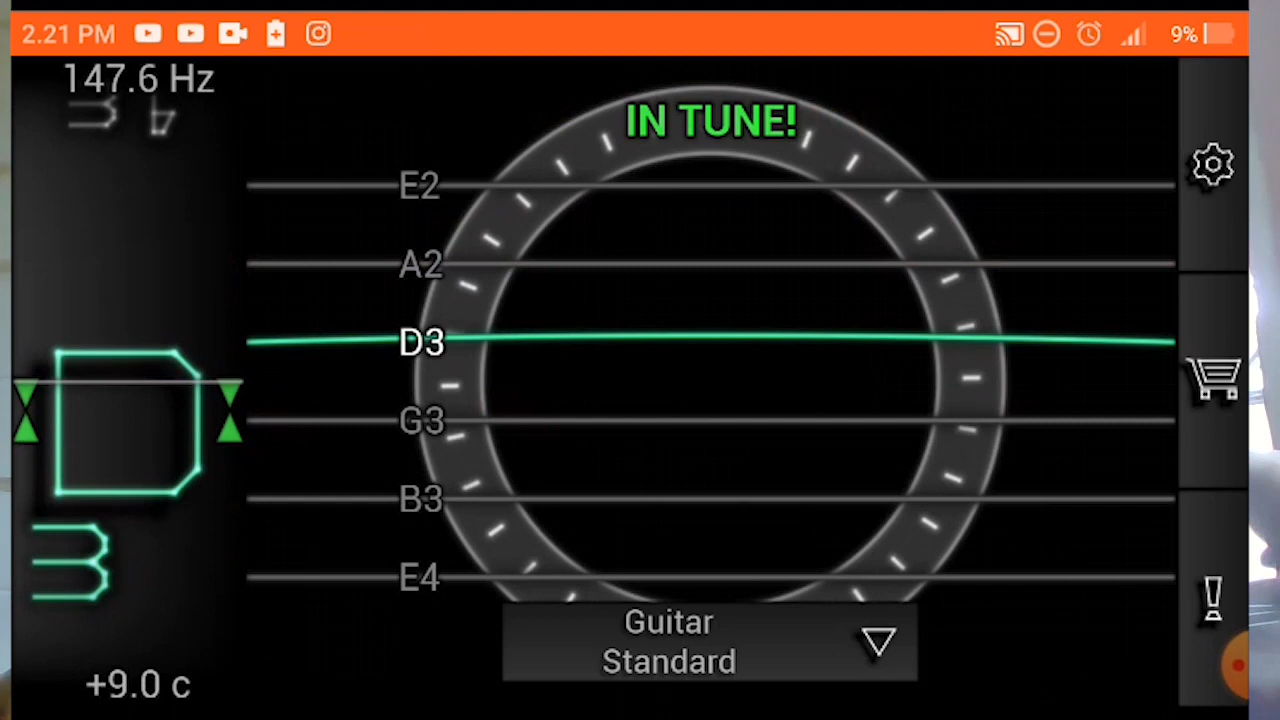 2.21 PM 9%
147.6 Hz
IN TUNE!
E2
A2
D3
G3
B3
E4
D
3
+9.0 c
Guitar
Standard